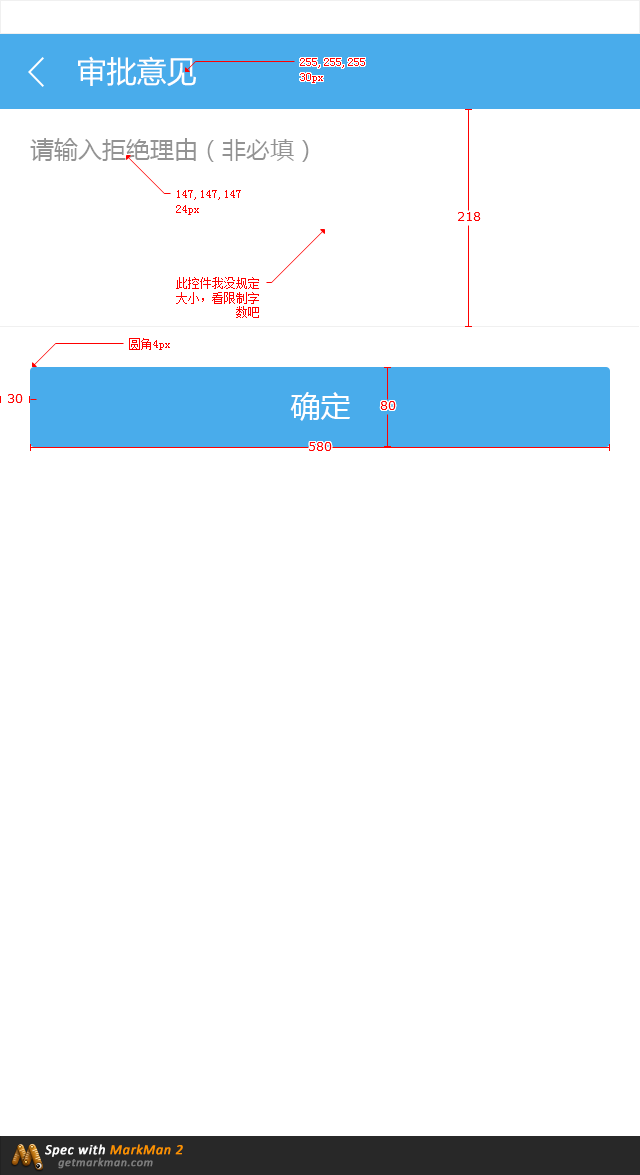 审批意见
255, 255, 255
30px
请输入拒绝理由（非必填）
147, 147, 147
24px
218
此控件我没规定
大小，看限制字
数吧
圆角4px
30
确定
80
580
Spec with MarkMan 2
getmarkman.com